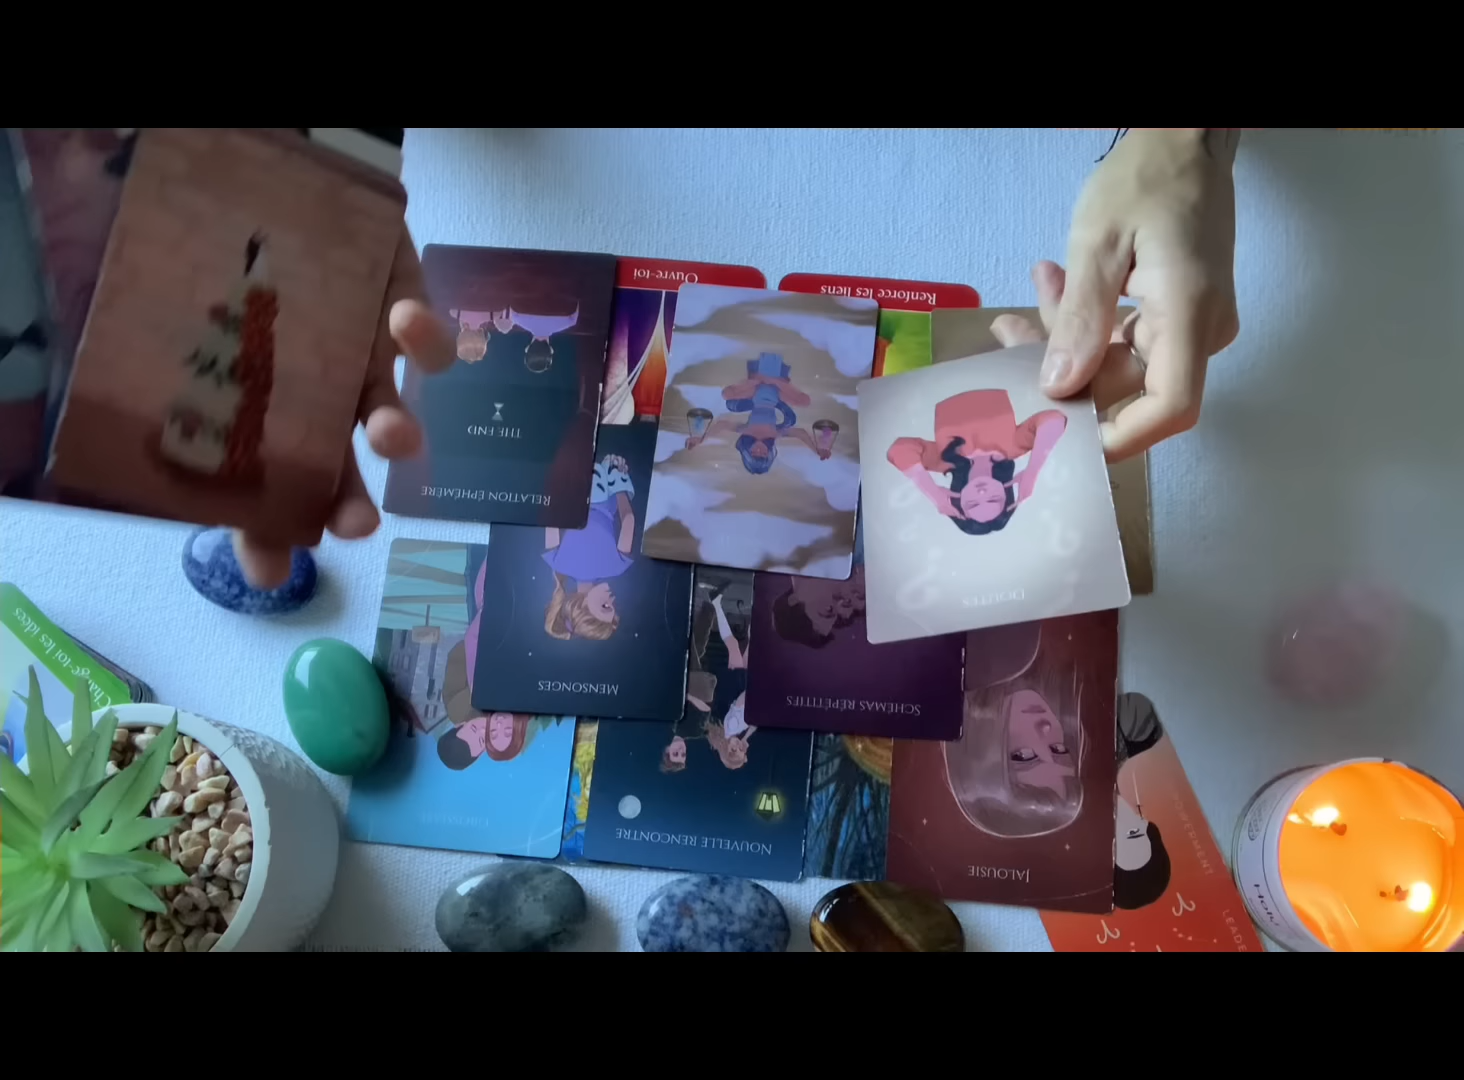 Ouvre-toi
Renforce les liens
THE END
RELATION ÉPHÉMÈRE
DOUTES
Change-toi les idées
MENSONGES
SCHÉMAS RÉPÉTITIFS
NOUVELLE RENCONTRE
JALOUSIE
LEADE